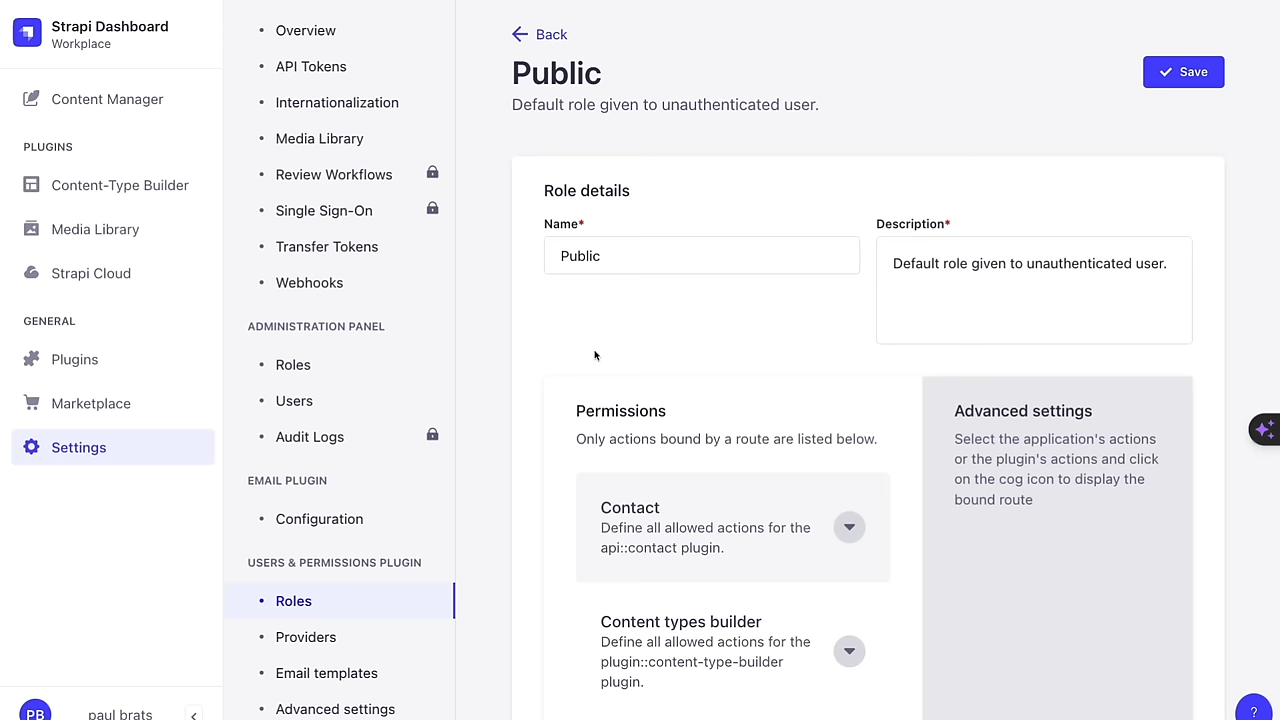 Strapi Dashboard
Workplace
Content Manager
PLUGINS
Content-Type Builder
Media Library
Strapi Cloud
GENERAL
Plugins
Marketplace
Settings
PB
paul brats
Overview
API Tokens
Internationalization
Media Library
Review Workflows
Single Sign-On
Transfer Tokens
Webhooks
ADMINISTRATION PANEL
Roles
Users
Audit Logs
EMAIL PLUGIN
Configuration
USERS & PERMISSIONS PLUGIN
Roles
Providers
Email templates
Advanced settings
Back
Public
Default role given to unauthenticated user.
Save
Role details
Name*
Public
Description*
Default role given to unauthenticated user.
Permissions
Only actions bound by a route are listed below.
Contact
Define all allowed actions for the
api::contact plugin.
Content types builder
Define all allowed actions for the
plugin::content-type-builder
plugin.
Advanced settings
Select the application's actions
or the plugin's actions and click
on the cog icon to display the
bound route
?